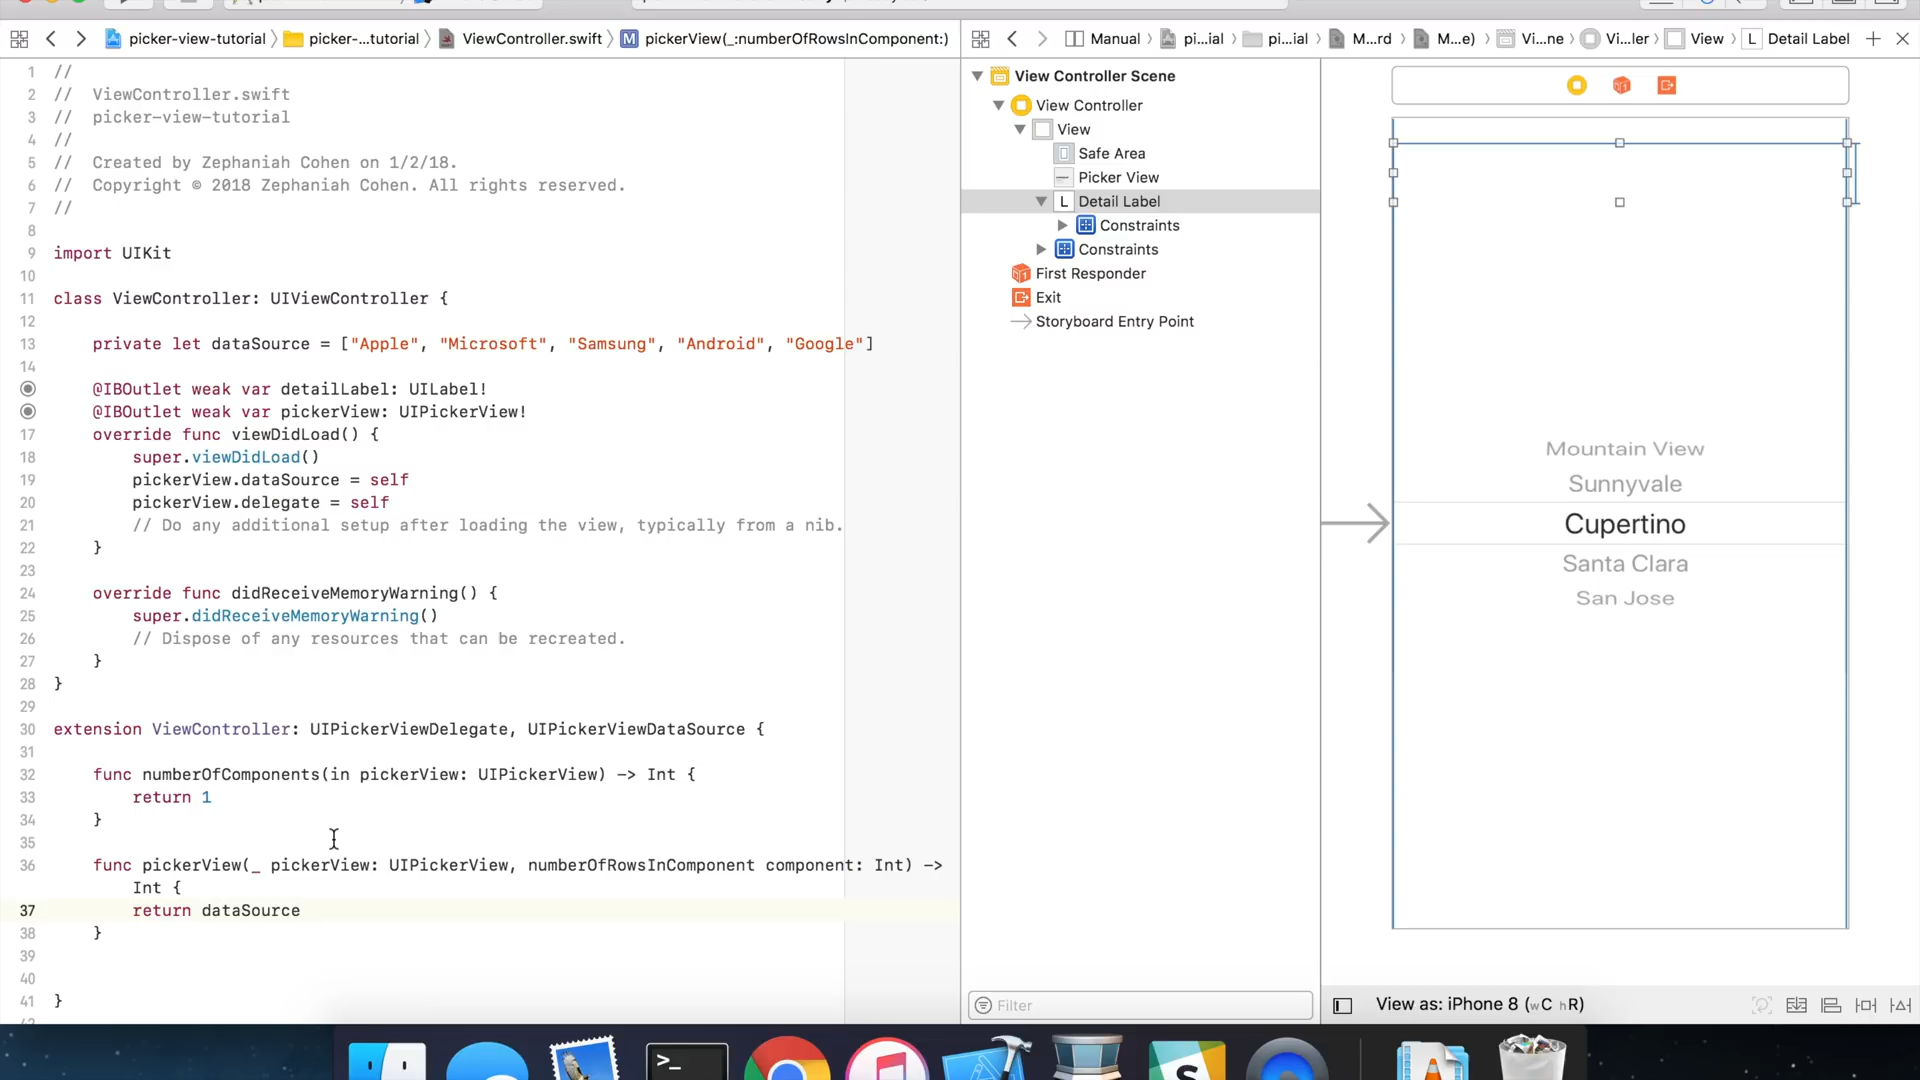 picker-view-tutorial
picker-...tutorial
ViewController.swift
M
pickerView(_:numberOfRowsInComponent:)
Manual
pi...ial
pi...ial
M...rd
M...e)
Vi...ne
Vi...ler
View
L
Detail Label
1 //
2 // ViewController.swift
3 // picker-view-tutorial
4 //
5 // Created by Zephaniah Cohen on 1/2/18.
6 // Copyright © 2018 Zephaniah Cohen. All rights reserved.
7 //
8
9 import UIKit
10
11 class ViewController: UIViewController {
12
13 private let dataSource = ["Apple", "Microsoft", "Samsung", "Android", "Google"]
14
@IBOutlet weak var detailLabel: UILabel!
@IBOutlet weak var pickerView: UIPickerView!
17 override func viewDidLoad() {
18 super.viewDidLoad()
19 pickerView.dataSource = self
20 pickerView.delegate = self
21 // Do any additional setup after loading the view, typically from a nib.
22 }
23
24 override func didReceiveMemoryWarning() {
25 super.didReceiveMemoryWarning()
26 // Dispose of any resources that can be recreated.
27 }
28 }
29
30 extension ViewController: UIPickerViewDelegate, UIPickerViewDataSource {
31
32 func numberOfComponents(in pickerView: UIPickerView) -> Int {
33 return 1
34 }
35
36 func pickerView(_ pickerView: UIPickerView, numberOfRowsInComponent component: Int) ->
Int {
37 return dataSource
38 }
39
40
41 }
View Controller Scene
View Controller
View
Safe Area
Picker View
L Detail Label
Constraints
Constraints
First Responder
Exit
Storyboard Entry Point
Filter
Mountain View
Sunnyvale
Cupertino
Santa Clara
San Jose
View as: iPhone 8 (wC hR)
>_
S